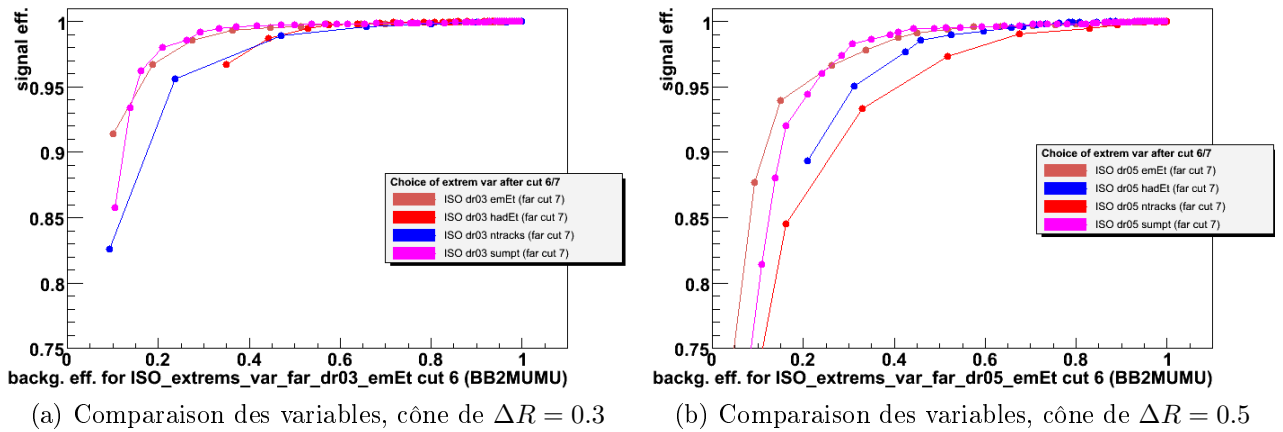 signal eff.
1
0.95
0.9
0.85
0.8
0.75
0
0.2
0.4
0.6
0.8
1
Choice of extrem var after cut 6/7
ISO dr03 emEt (far cut 7)
ISO dr03 hadEt (far cut 7)
ISO dr03 ntracks (far cut 7)
ISO dr03 sumpt (far cut 7)
backg. eff. for ISO_extrems_var_far_dr03_emEt cut 6 (BB2MUMU)
(a) Comparaison des variables, cône de ΔR = 0.3
signal eff.
1
0.95
0.9
0.85
0.8
0.75
0
0.2
0.4
0.6
0.8
1
Choice of extrem var after cut 6/7
ISO dr05 emEt (far cut 7)
ISO dr05 hadEt (far cut 7)
ISO dr05 ntracks (far cut 7)
ISO dr05 sumpt (far cut 7)
backg. eff. for ISO_extrems_var_far_dr05_emEt cut 6 (BB2MUMU)
(b) Comparaison des variables, cône de ΔR = 0.5